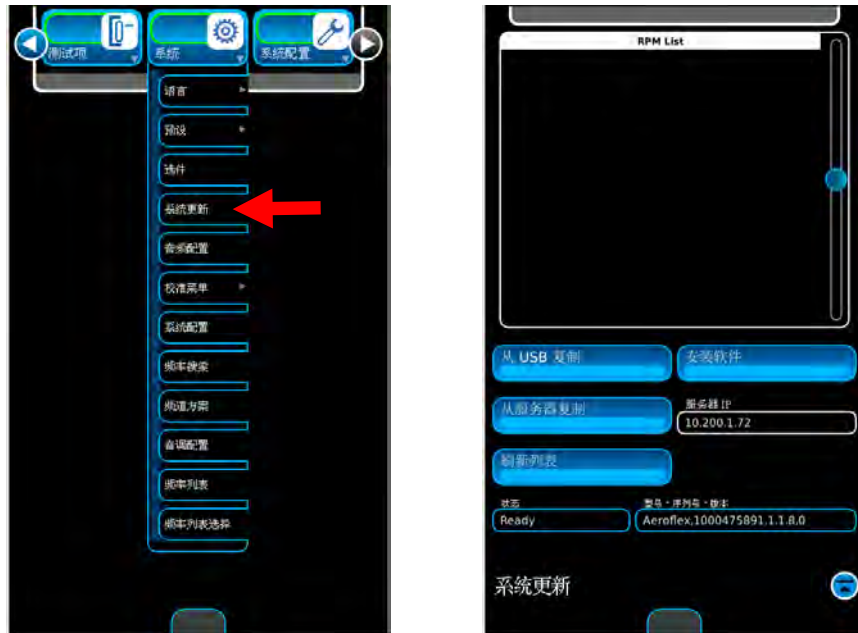 测试项
系统
系统配置
语言
预设
选件
系统更新
音频配置
校准菜单
系统配置
频率搜索
频道方案
音调配置
频率列表
频率列表选择
RPM List
从 USB 复制
安装软件
从服务器复制
服务器 IP
10.200.1.72
刷新列表
状态
型号，序列号，版本
Ready
Aeroflex,1000475891,1.1.8.0
系统更新